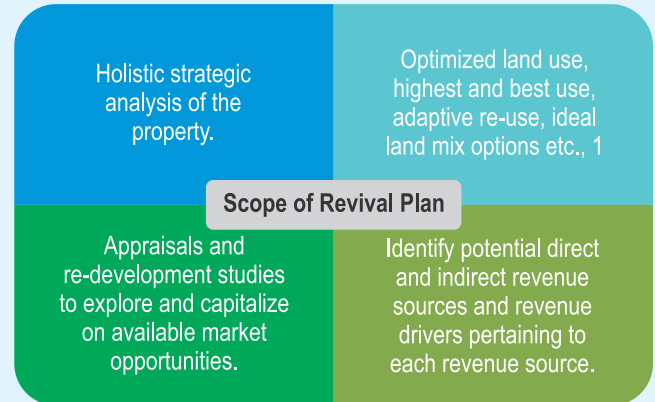 Holistic strategic
analysis of the
property.
Optimized land use,
highest and best use,
adaptive re-use, ideal
land mix options etc., 1
Scope of Revival Plan
Appraisals and
re-development studies
to explore and capitalize
on available market
opportunities.
Identify potential direct
and indirect revenue
sources and revenue
drivers pertaining to
each revenue source.